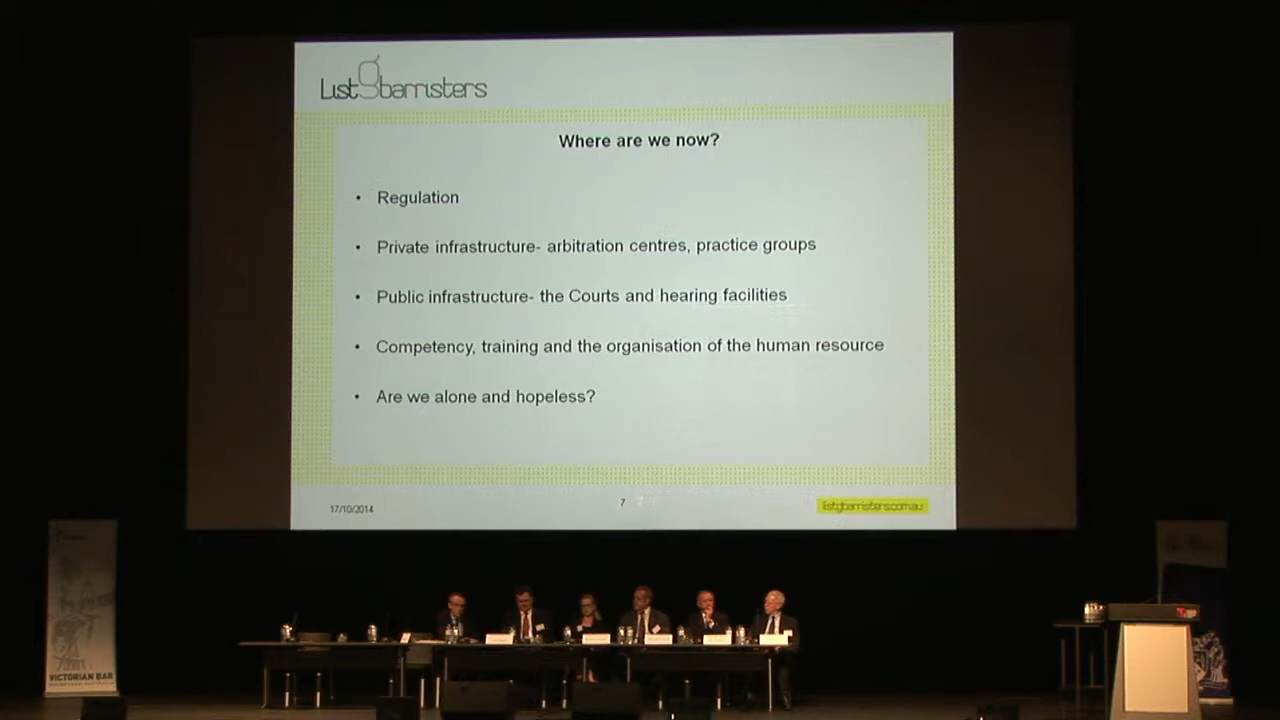 List g barristers
Where are we now?
• Regulation
• Private infrastructure- arbitration centres, practice groups
• Public infrastructure- the Courts and hearing facilities
• Competency, training and the organisation of the human resource
• Are we alone and hopeless?
17/10/2014
7
listgbarristers.com.au
VICTORIAN BAR